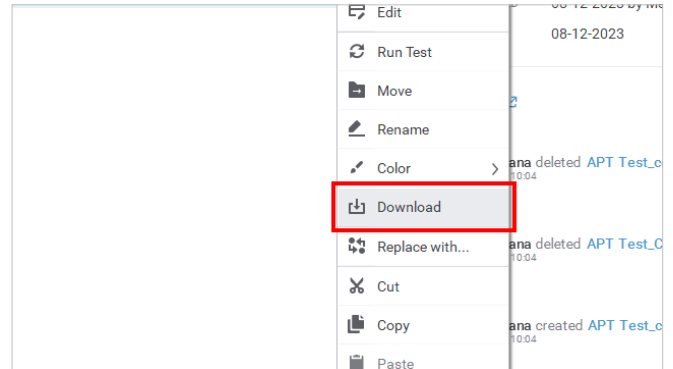 Edit
08-12-2023
Run Test
Move
Rename
Color
ana deleted APT Test_c
10:04
Download
Replace with...
ana deleted APT Test_C
10:04
Cut
Copy
ana created APT Test_c
10:04
Paste